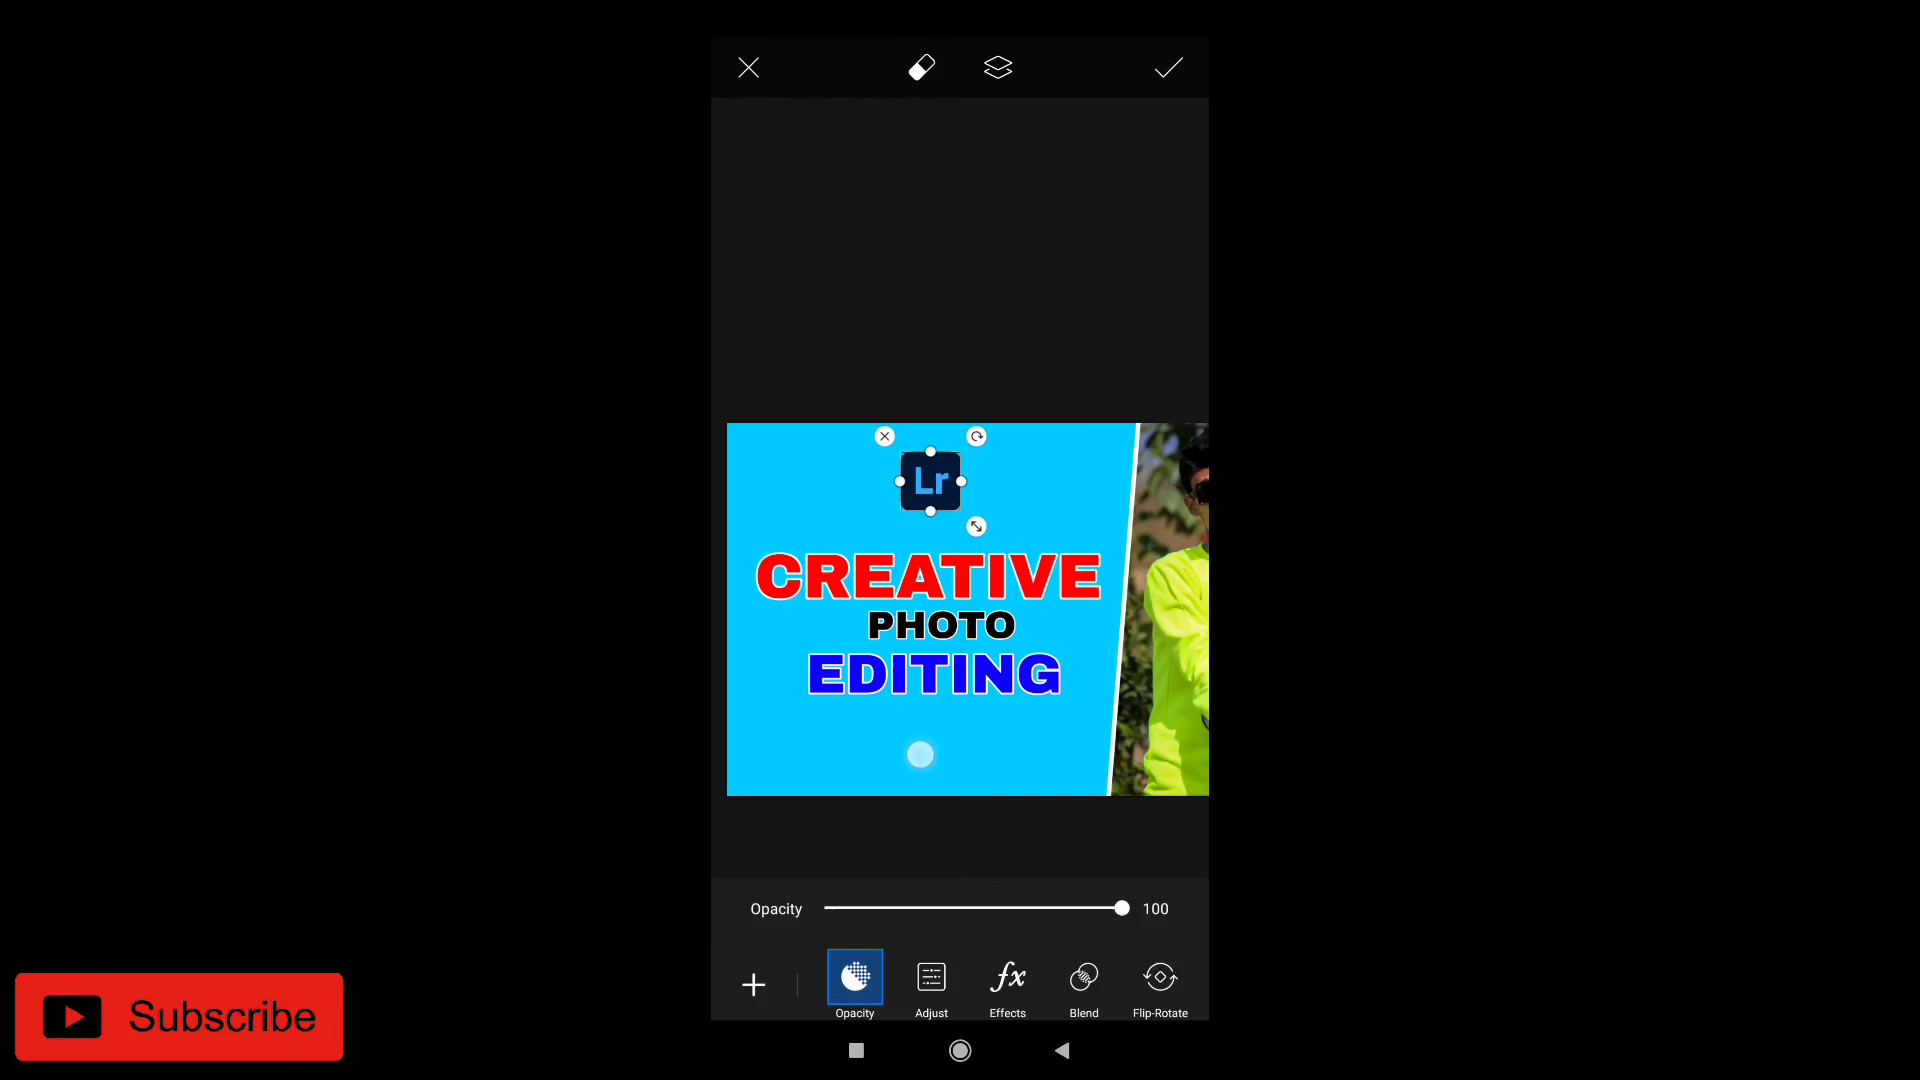 Lr
CREATIVE
PHOTO
EDITING
Opacity 100
Opacity Adjust Effects Blend Flip-Rotate
Subscribe